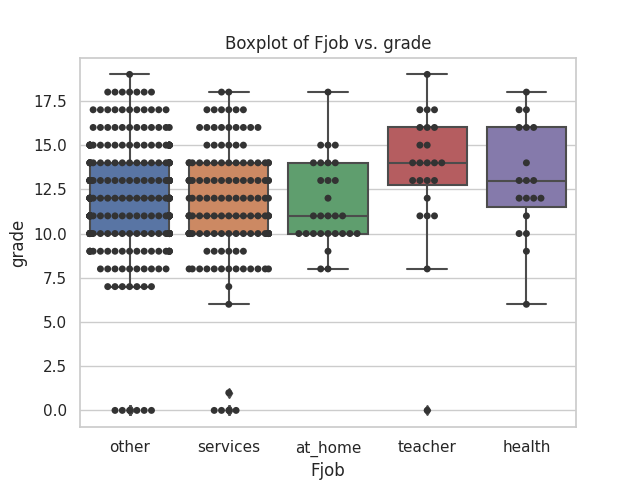 Boxplot of Fjob vs. grade
17.5
15.0
12.5
10.0
7.5
5.0
2.5
0.0
grade
other services at_home teacher health
Fjob